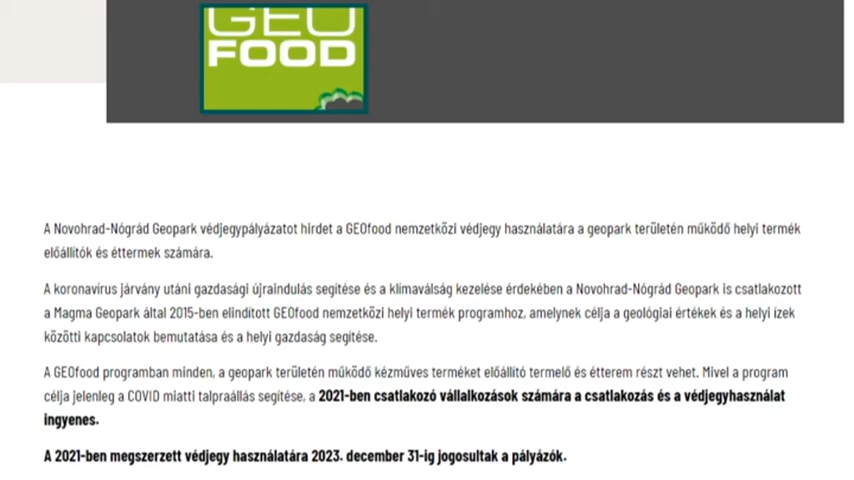 GEO
FOOD
A Novohrad-Nógrád Geopark védjegypályázatot hirdet a GEOfood nemzetközi védjegy használatára a geopark területén működő helyi termék
előállítók és éttermek számára.
A koronavírus járvány utáni gazdasági újraindulás segítése és a klímaválság kezelése érdekében a Novohrad-Nógrád Geopark is csatlakozott
a Magma Geopark által 2015-ben elindított GEOfood nemzetközi helyi termék programhoz, amelynek célja a geológiai értékek és a helyi ízek
közötti kapcsolatok bemutatása és a helyi gazdaság segítése.
A GEOfood programban minden, a geopark területén működő kézműves terméket előállító termelő és étterem részt vehet. Mivel a program
célja jelenleg a COVID miatti talpraállás segítése, a 2021-ben csatlakozó vállalkozások számára a csatlakozás és a védjegyhasználat
ingyenes.
A 2021-ben megszerzett védjegy használatára 2023. december 31-ig jogosultak a pályázók.